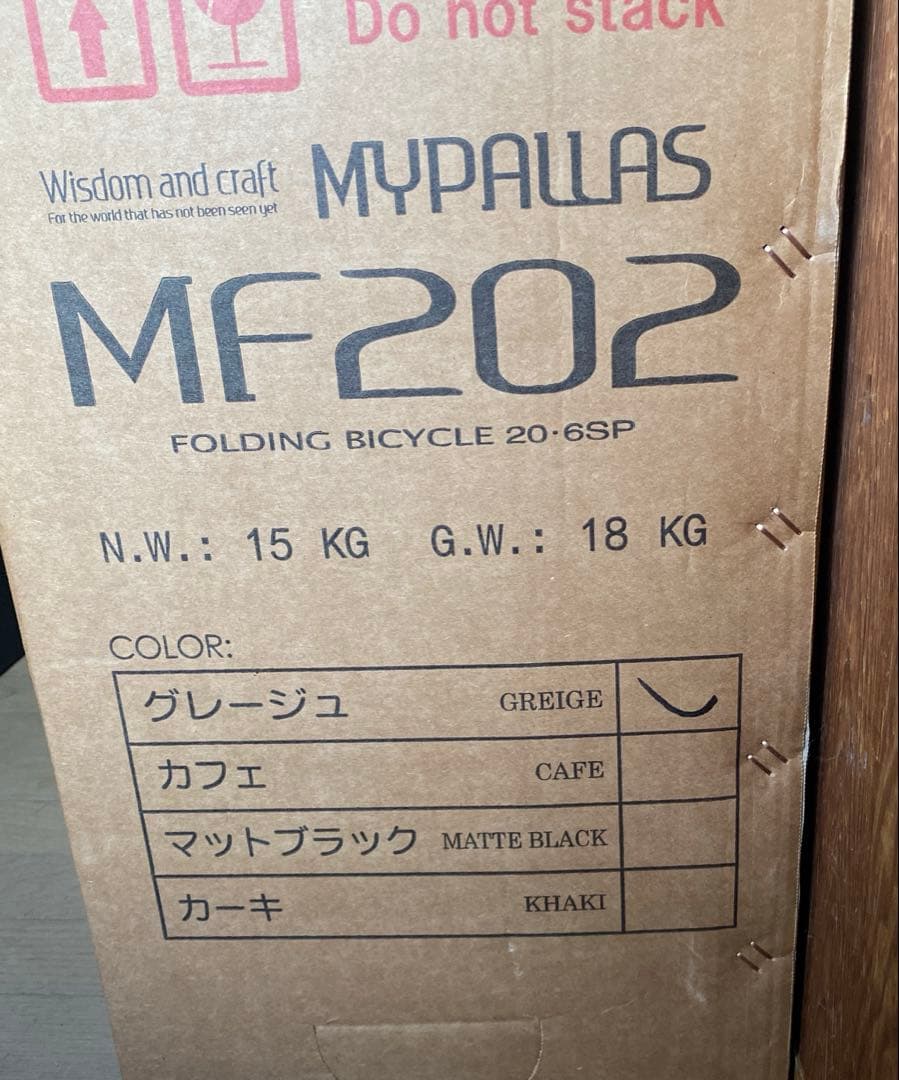 Do not stack
Wisdom and craft
For the world that has not been seen yet
MYPALLAS
MF202
FOLDING BICYCLE 20・6SP
N.W.: 15 KG G.W.: 18 KG
COLOR:
グレージュ GREIGE
カフェ CAFE
マットブラック MATTE BLACK
カーキ KHAKI